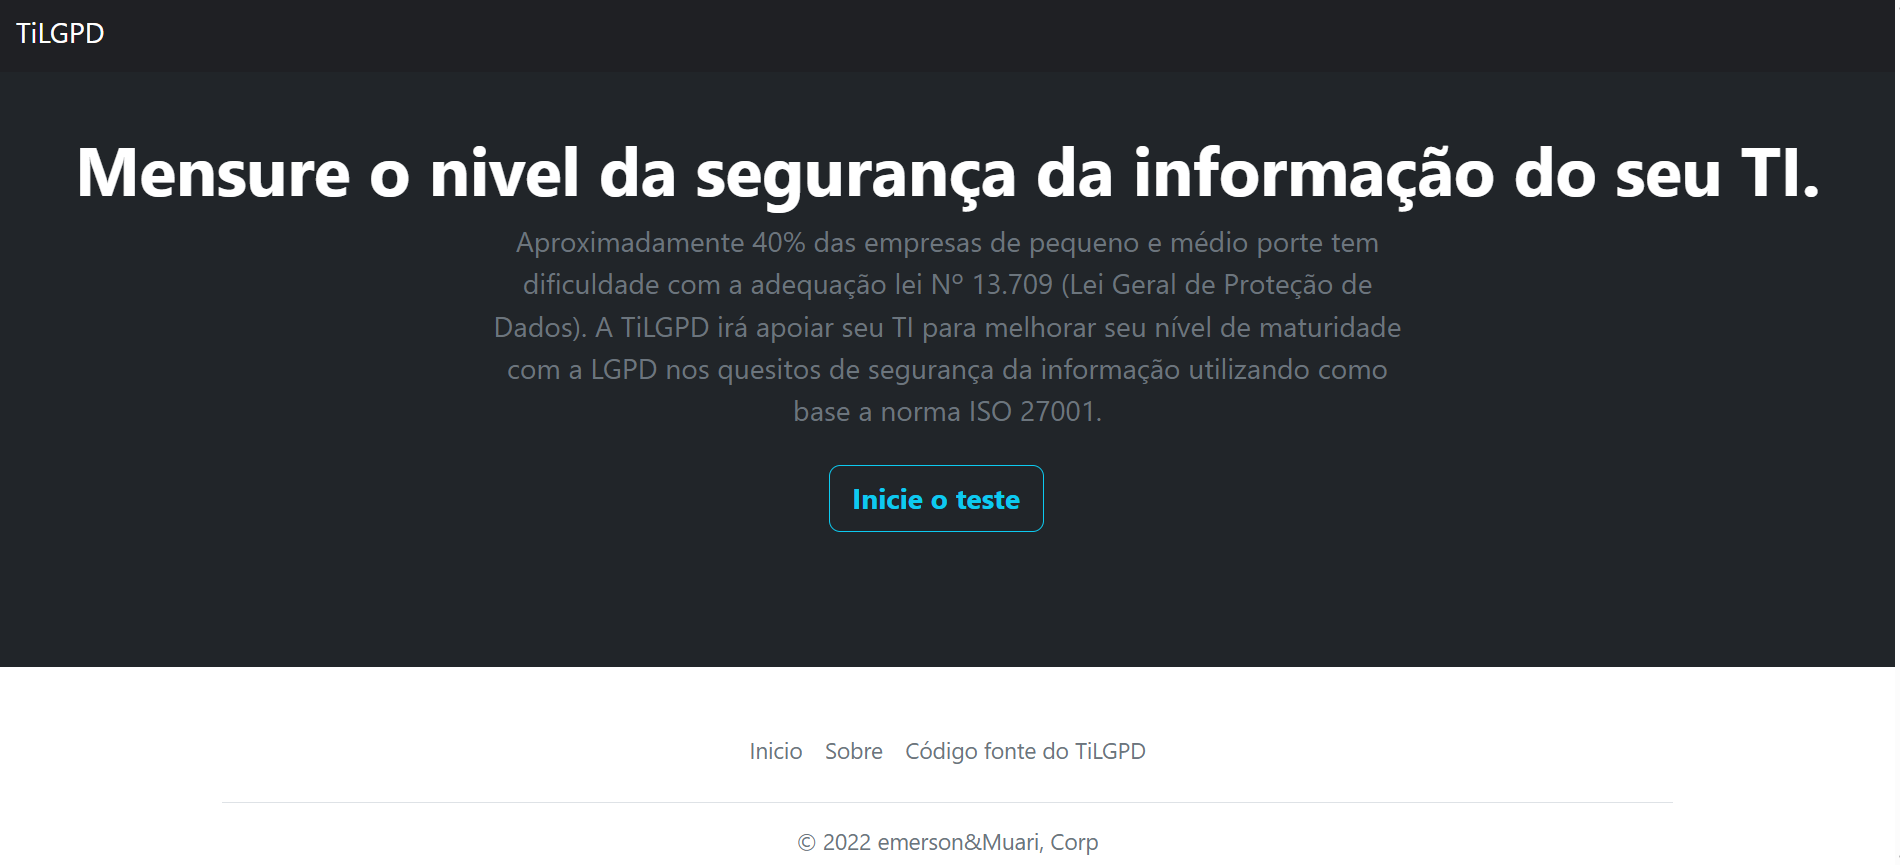 TiLGPD
Mensure o nivel da segurança da informação do seu TI.
Aproximadamente 40% das empresas de pequeno e médio porte tem
dificuldade com a adequação lei Nº 13.709 (Lei Geral de Proteção de
Dados). A TiLGPD irá apoiar seu TI para melhorar seu nível de maturidade
com a LGPD nos quesitos de segurança da informação utilizando como
base a norma ISO 27001.
Inicie o teste
Inicio Sobre Código fonte do TiLGPD
© 2022 emerson&Muari, Corp